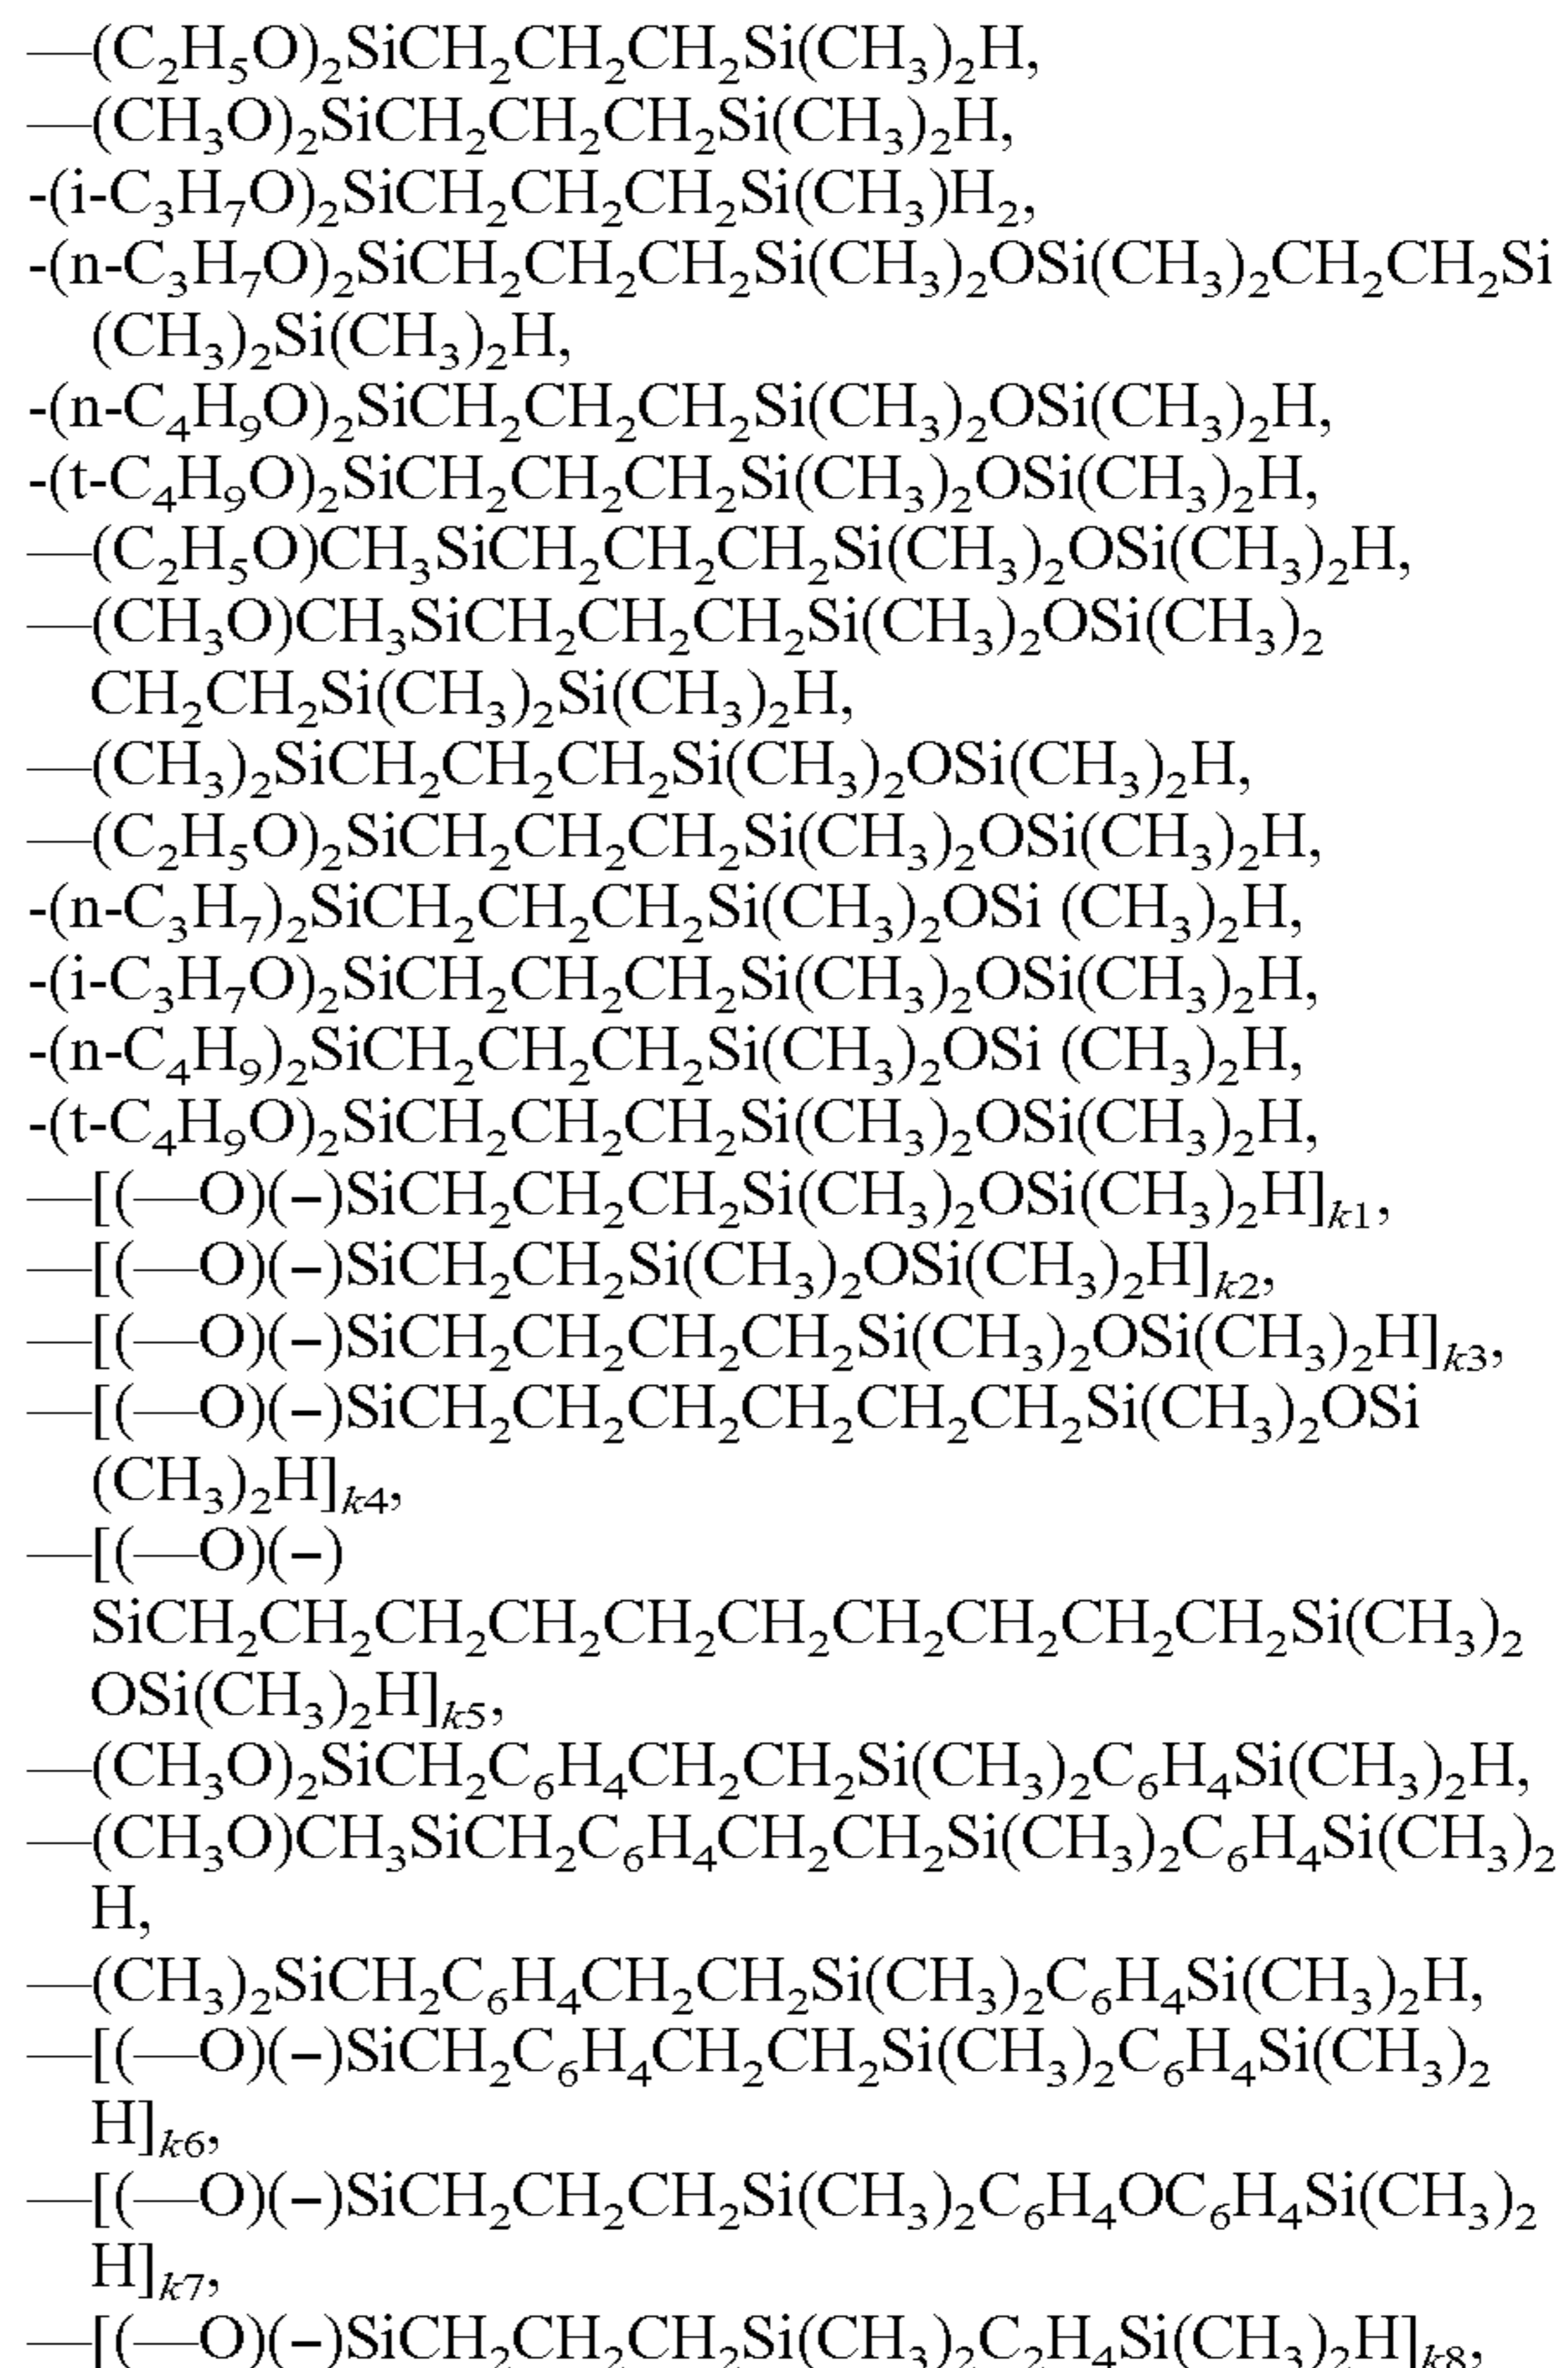 —(C₂H₅O)₂SiCH₂CH₂CH₂Si(CH₃)₂H,
—(CH₃O)₂SiCH₂CH₂CH₂Si(CH₃)₂H,
-(i-C₃H₇O)₂SiCH₂CH₂CH₂Si(CH₃)H₂,
-(n-C₃H₇O)₂SiCH₂CH₂CH₂Si(CH₃)₂OSi(CH₃)₂CH₂CH₂Si
(CH₃)₂Si(CH₃)₂H,
-(n-C₄H₉O)₂SiCH₂CH₂CH₂Si(CH₃)₂OSi(CH₃)₂H,
-(t-C₄H₉O)₂SiCH₂CH₂CH₂Si(CH₃)₂OSi(CH₃)₂H,
—(C₂H₅O)CH₃SiCH₂CH₂CH₂Si(CH₃)₂OSi(CH₃)₂H,
—(CH₃O)CH₃SiCH₂CH₂CH₂Si(CH₃)₂OSi(CH₃)₂
CH₂CH₂Si(CH₃)₂Si(CH₃)₂H,
—(CH₃)₂SiCH₂CH₂CH₂Si(CH₃)₂OSi(CH₃)₂H,
—(C₂H₅O)₂SiCH₂CH₂CH₂Si(CH₃)₂OSi(CH₃)₂H,
-(n-C₃H₇)₂SiCH₂CH₂CH₂Si(CH₃)₂OSi (CH₃)₂H,
-(i-C₃H₇O)₂SiCH₂CH₂CH₂Si(CH₃)₂OSi(CH₃)₂H,
-(n-C₄H₉)₂SiCH₂CH₂CH₂Si(CH₃)₂OSi (CH₃)₂H,
-(t-C₄H₉O)₂SiCH₂CH₂CH₂Si(CH₃)₂OSi(CH₃)₂H,
—[(—O)(–)SiCH₂CH₂CH₂Si(CH₃)₂OSi(CH₃)₂H]k1,
—[(—O)(–)SiCH₂CH₂Si(CH₃)₂OSi(CH₃)₂H]k2,
—[(—O)(–)SiCH₂CH₂CH₂CH₂Si(CH₃)₂OSi(CH₃)₂H]k3,
—[(—O)(–)SiCH₂CH₂CH₂CH₂CH₂CH₂Si(CH₃)₂OSi
(CH₃)₂H]k4,
—[(—O)(–)
SiCH₂CH₂CH₂CH₂CH₂CH₂CH₂CH₂CH₂CH₂Si(CH₃)₂
OSi(CH₃)₂H]k5,
—(CH₃O)₂SiCH₂C₆H₄CH₂CH₂Si(CH₃)₂C₆H₄Si(CH₃)₂H,
—(CH₃O)CH₃SiCH₂C₆H₄CH₂CH₂Si(CH₃)₂C₆H₄Si(CH₃)₂
H,
—(CH₃)₂SiCH₂C₆H₄CH₂CH₂Si(CH₃)₂C₆H₄Si(CH₃)₂H,
—[(—O)(–)SiCH₂C₆H₄CH₂CH₂Si(CH₃)₂C₆H₄Si(CH₃)₂
H]k6,
—[(—O)(–)SiCH₂CH₂CH₂Si(CH₃)₂C₆H₄OC₆H₄Si(CH₃)₂
H]k7,
—[(—O)(–)SiCH₂CH₂CH₂Si(CH₃)₂C₂H₄Si(CH₃)₂H]k8,